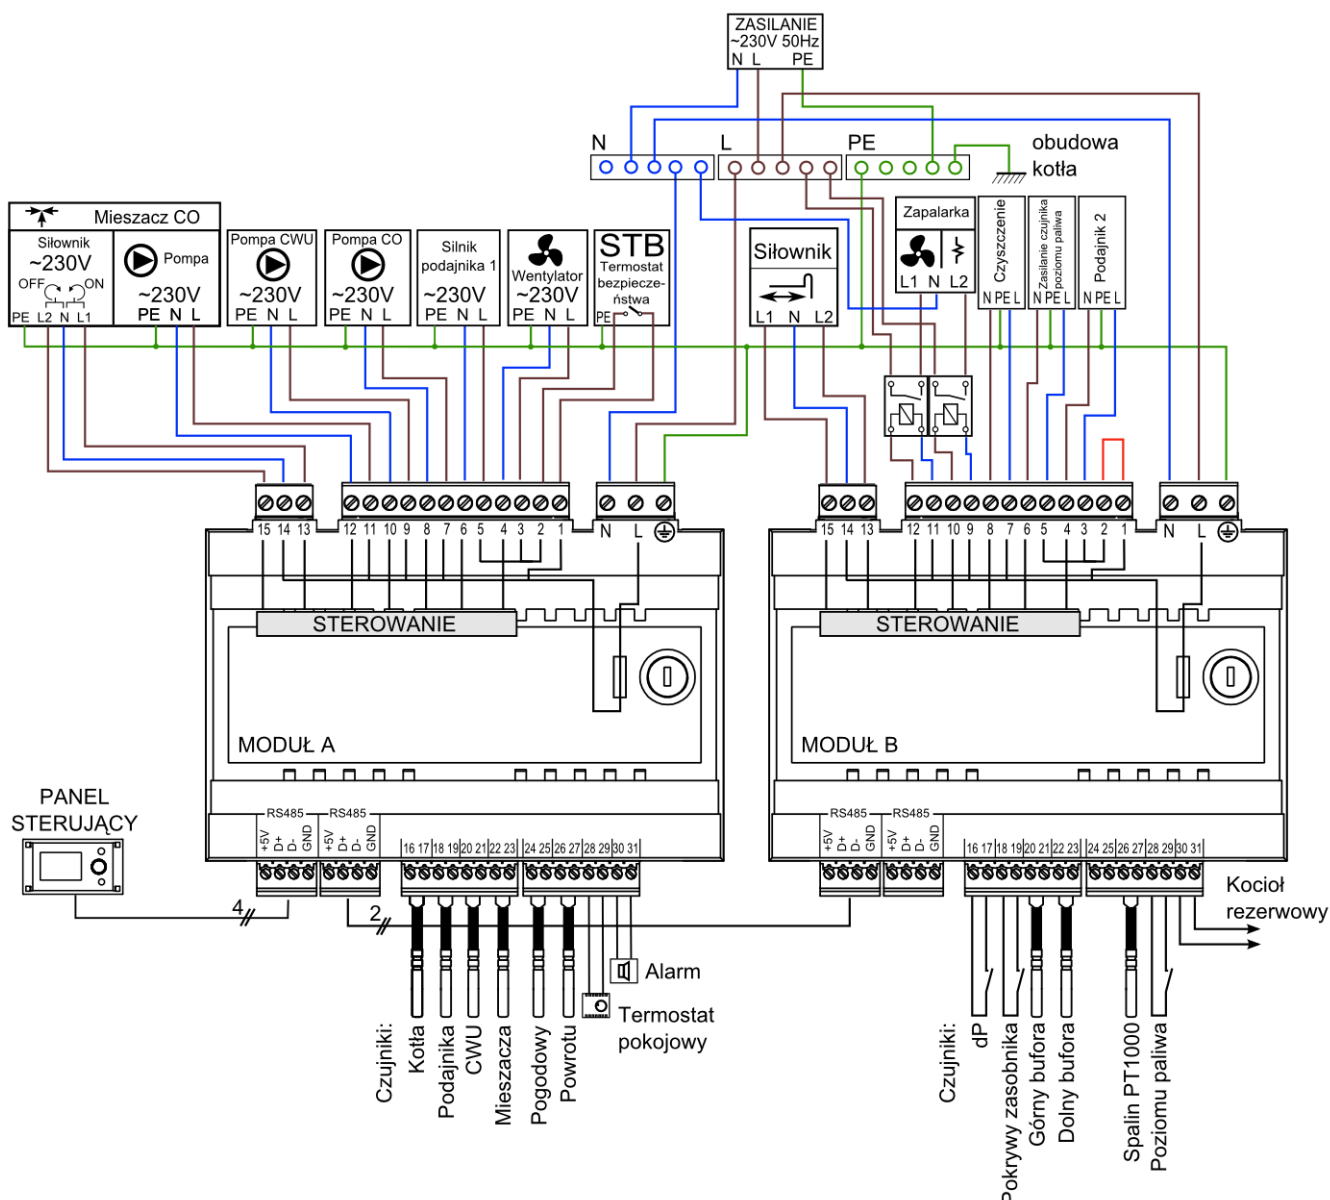 ZASILANIE
~230V 50Hz
N L PE
N
L
PE
obudowa
kotła
Mieszacz CO
Siłownik
~230V
OFF ON
PE L2 N L1
Pompa
~230V
PE N L
Pompa CWU
~230V
PE N L
Pompa CO
~230V
PE N L
Silnik
podajnika 1
~230V
PE N L
Wentylator
~230V
PE N L
STB
Termostat
bezpiecze-
ństwa
PE
Siłownik
L1 N L2
Zapalarka
L1 N L2
Czyszczenie
N PE L
Zasilanie czujnika
poziomu paliwa
N PE L
Podajnik 2
N PE L
15 14 13 12 11 10 9 8 7 6 5 4 3 2 1 N L
STEROWANIE
MODUŁ A
15 14 13 12 11 10 9 8 7 6 5 4 3 2 1 N L
STEROWANIE
MODUŁ B
PANEL
STERUJĄCY
RS485 RS485
+5V D+ D- GND D+ D- GND
16 17 18 19 20 21 22 23 24 25 26 27 28 29 30 31
RS485 RS485
+5V D+ D- GND D+ D- GND
16 17 18 19 20 21 22 23 24 25 26 27 28 29 30 31
4
2
Kocioł
rezerwowy
Alarm
Termostat
pokojowy
Czujniki:
Kotła
Podajnika
CWU
Mieszacza
Pogodowy
Powrotu
Czujniki:
dP
Pokrywy zasobnika
Górny bufora
Dolny bufora
Spalin PT1000
Poziomu paliwa